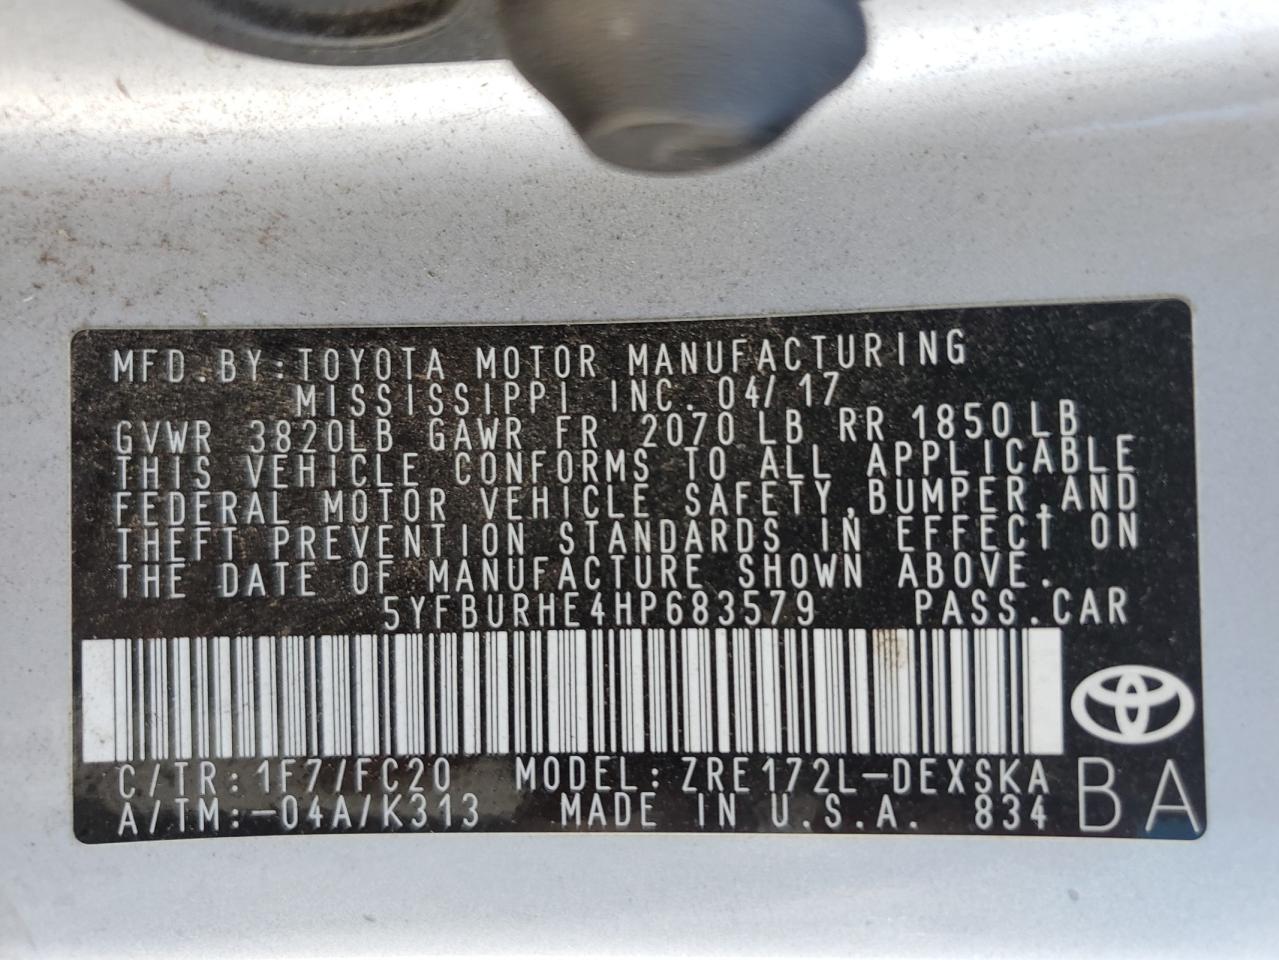 MFD.BY:TOYOTA MOTOR MANUFACTURING
MISSISSIPPI INC. 04/17
GVWR 3820LB GAWR FR 2070LB RR 1850LB
THIS VEHICLE CONFORMS TO ALL APPLICABLE
FEDERAL MOTOR VEHICLE SAFETY,BUMPER,AND
THEFT PREVENTION STANDARDS IN EFFECT ON
THE DATE OF MANUFACTURE SHOWN ABOVE.
5YFBURHE4HP683579 PASS.CAR
C/TR:1F7/FC20 MODEL:ZRE172L-DEXSKA
A/TM:-04A/K313 MADE IN U.S.A. 834
BA